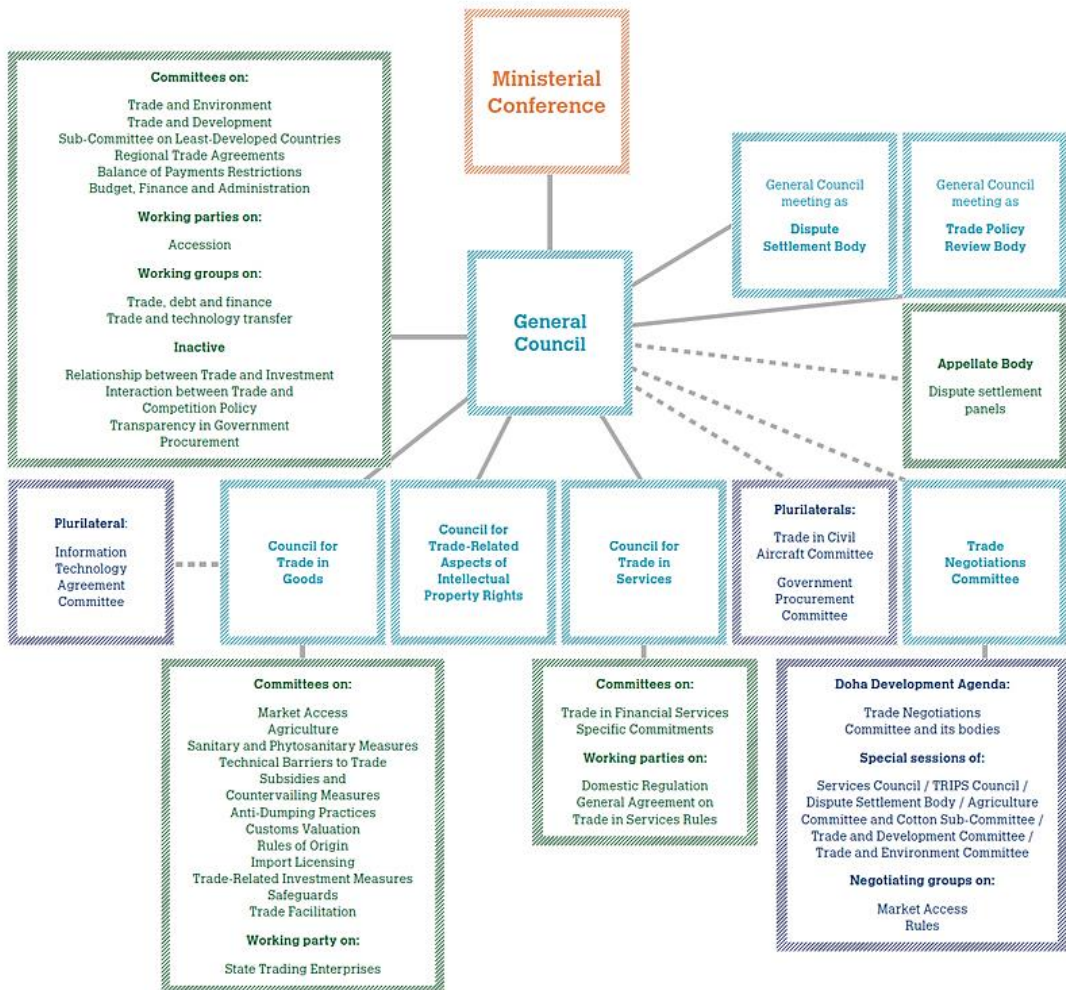 Ministerial
Conference
Committees on:
Trade and Environment
Trade and Development
Sub-Committee on Least-Developed Countries
Regional Trade Agreements
Balance of Payments Restrictions
Budget, Finance and Administration
Working parties on:
Accession
Working groups on:
Trade, debt and finance
Trade and technology transfer
Inactive
Relationship between Trade and Investment
Interaction between Trade and
Competition Policy
Transparency in Government
Procurement
General Council
meeting as
Dispute
Settlement Body
General Council
meeting as
Trade Policy
Review Body
General
Council
Appellate Body
Dispute settlement
panels
Plurilateral:
Information
Technology
Agreement
Committee
Council for
Trade in
Goods
Council for
Trade-Related
Aspects of
Intellectual
Property Rights
Council for
Trade in
Services
Plurilaterals:
Trade in Civil
Aircraft Committee
Government
Procurement
Committee
Trade
Negotiations
Committee
Committees on:
Market Access
Agriculture
Sanitary and Phytosanitary Measures
Technical Barriers to Trade
Subsidies and
Countervailing Measures
Anti-Dumping Practices
Customs Valuation
Rules of Origin
Import Licensing
Trade-Related Investment Measures
Safeguards
Trade Facilitation
Working party on:
State Trading Enterprises
Committees on:
Trade in Financial Services
Specific Commitments
Working parties on:
Domestic Regulation
General Agreement on
Trade in Services Rules
Doha Development Agenda:
Trade Negotiations
Committee and its bodies
Special sessions of:
Services Council / TRIPS Council /
Dispute Settlement Body / Agriculture
Committee and Cotton Sub-Committee /
Trade and Development Committee /
Trade and Environment Committee
Negotiating groups on:
Market Access
Rules